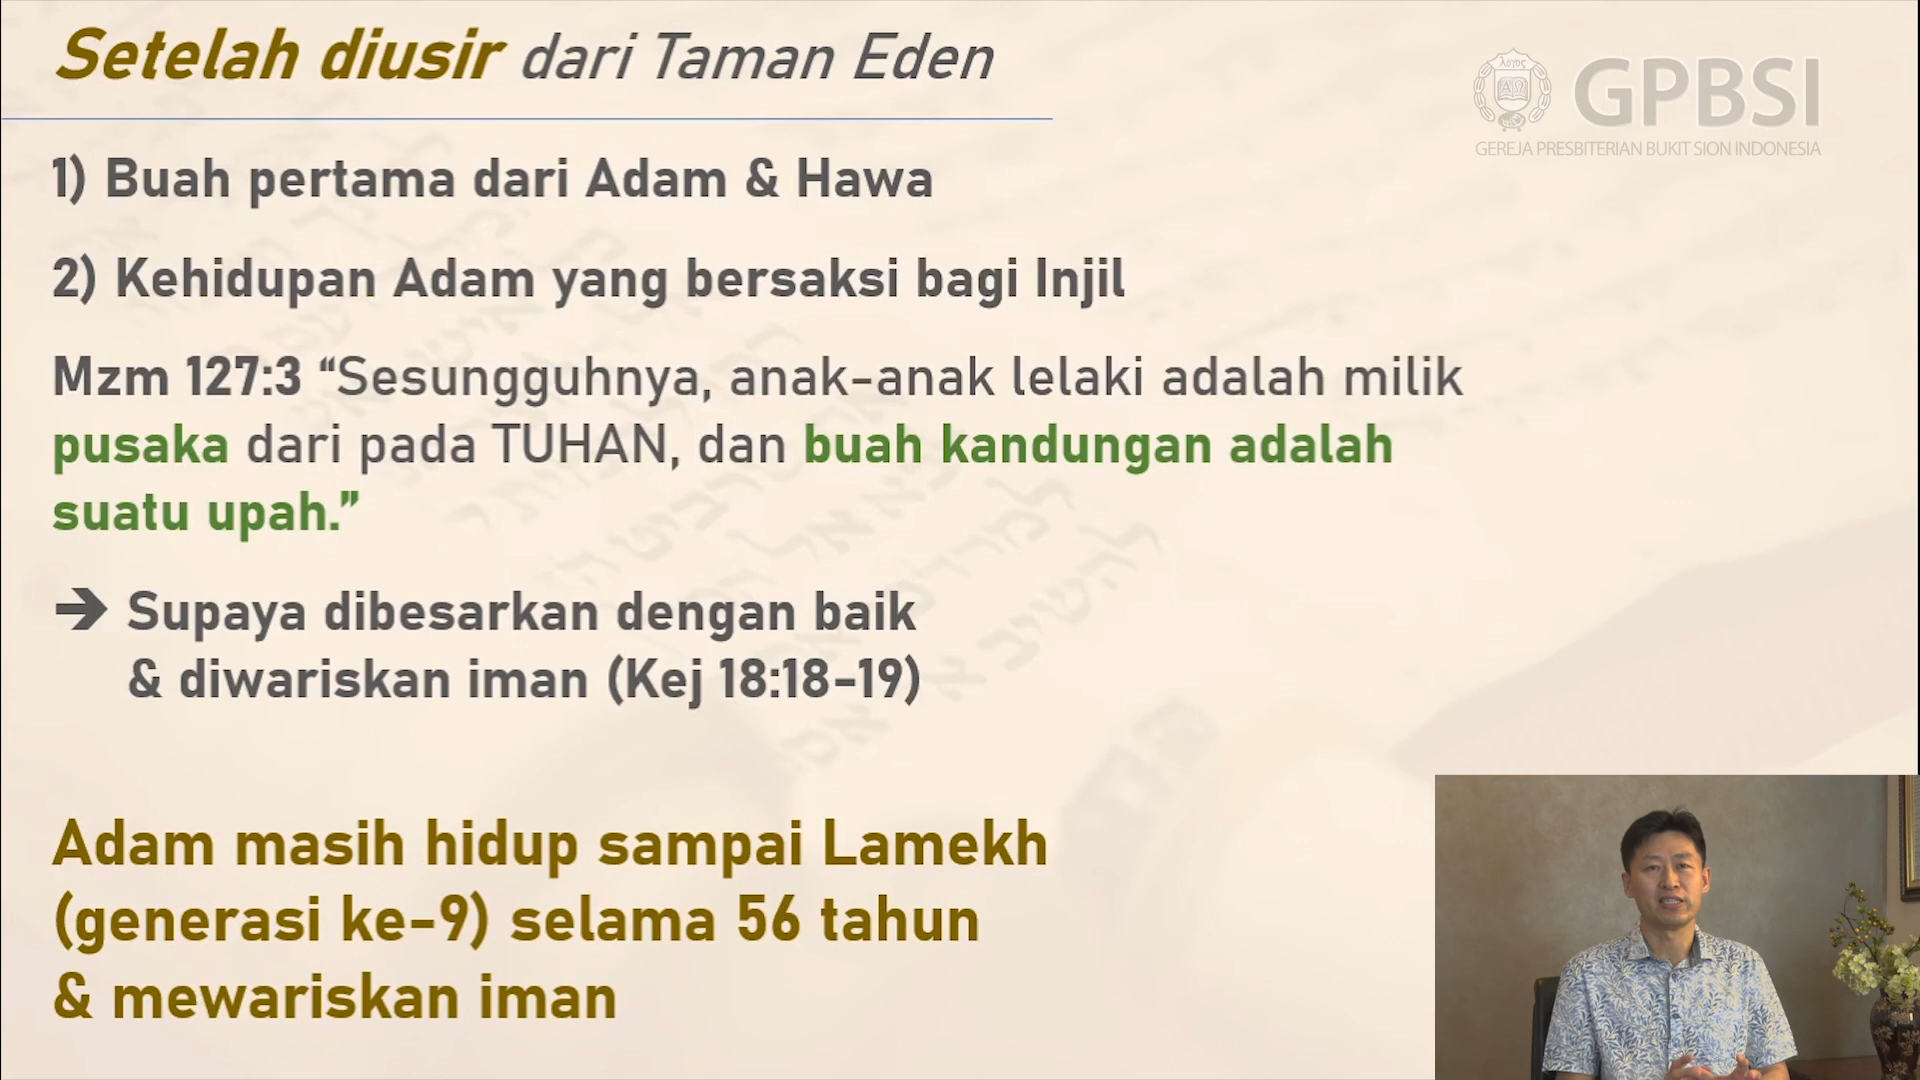 Setelah diusir dari Taman Eden
λόγος
ΑΩ
GPBSI
GEREJA PRESBITERIAN BUKIT SION INDONESIA
1) Buah pertama dari Adam & Hawa
2) Kehidupan Adam yang bersaksi bagi Injil
Mzm 127:3 “Sesungguhnya, anak-anak lelaki adalah milik
pusaka dari pada TUHAN, dan buah kandungan adalah
suatu upah.”
➔ Supaya dibesarkan dengan baik
& diwariskan iman (Kej 18:18-19)
Adam masih hidup sampai Lamekh
(generasi ke-9) selama 56 tahun
& mewariskan iman